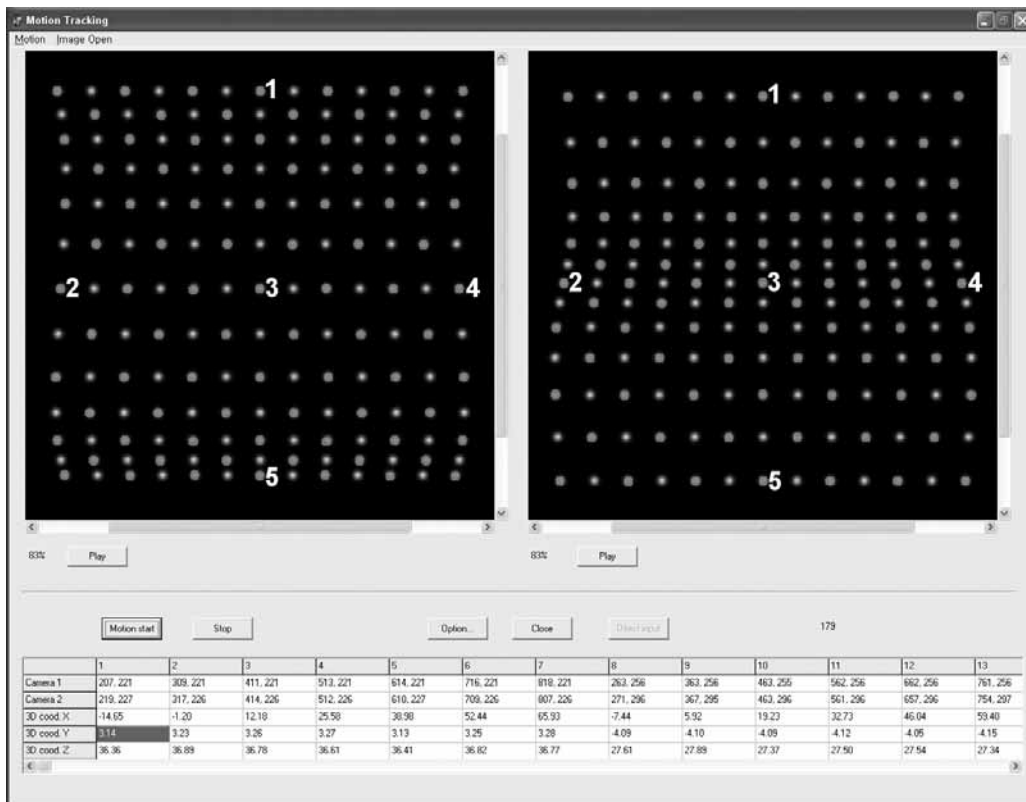 Motion Tracking
Motion Image Open
1
2 3 4
5
1
2 3 4
5
83% Play
83% Play
Motion start Stop Option... Close Direct input 179
1 2 3 4 5 6 7 8 9 10 11 12 13
Camera 1 207, 221 309, 221 411, 221 513, 221 614, 221 716, 221 818, 221 263, 256 363, 256 463, 255 562, 256 662, 256 761, 256
Camera 2 219, 227 317, 226 414, 226 512, 226 610, 227 709, 226 807, 226 271, 296 367, 295 463, 296 561, 296 657, 296 754, 297
3D cood. X -14.65 -1.20 12.18 25.58 38.98 52.44 65.93 -7.44 5.92 19.23 32.73 46.04 59.40
3D cood. Y 3.14 3.23 3.26 3.27 3.13 3.25 3.28 -4.09 -4.10 -4.09 -4.12 -4.05 -4.15
3D cood. Z 36.36 36.89 36.78 36.61 36.41 36.82 36.77 27.61 27.89 27.37 27.50 27.54 27.34